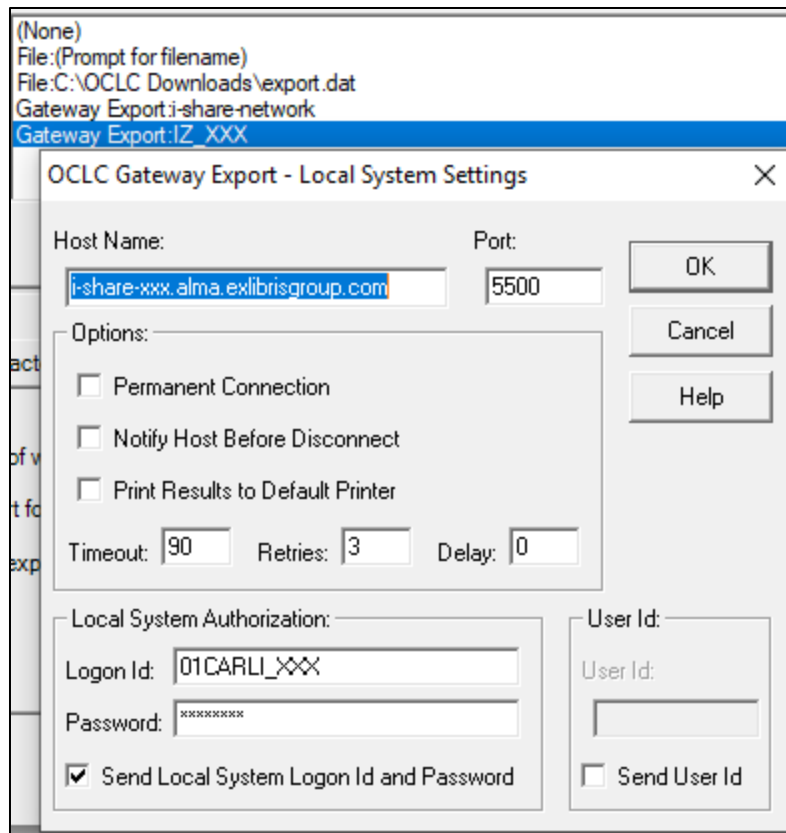 (None)
File:(Prompt for filename)
File:C:\OCLC Downloads\export.dat
Gateway Export:i-share-network
Gateway Export:IZ_XXX
OCLC Gateway Export - Local System Settings
Host Name: Port:
i-share-xxx.alma.exlibrisgroup.com 5500 OK
Options: Cancel
Permanent Connection Help
Notify Host Before Disconnect
Print Results to Default Printer
Timeout: 90 Retries: 3 Delay: 0
Local System Authorization: User Id:
Logon Id: 01CARLI_XXX User Id:
Password: ********
Send Local System Logon Id and Password Send User Id